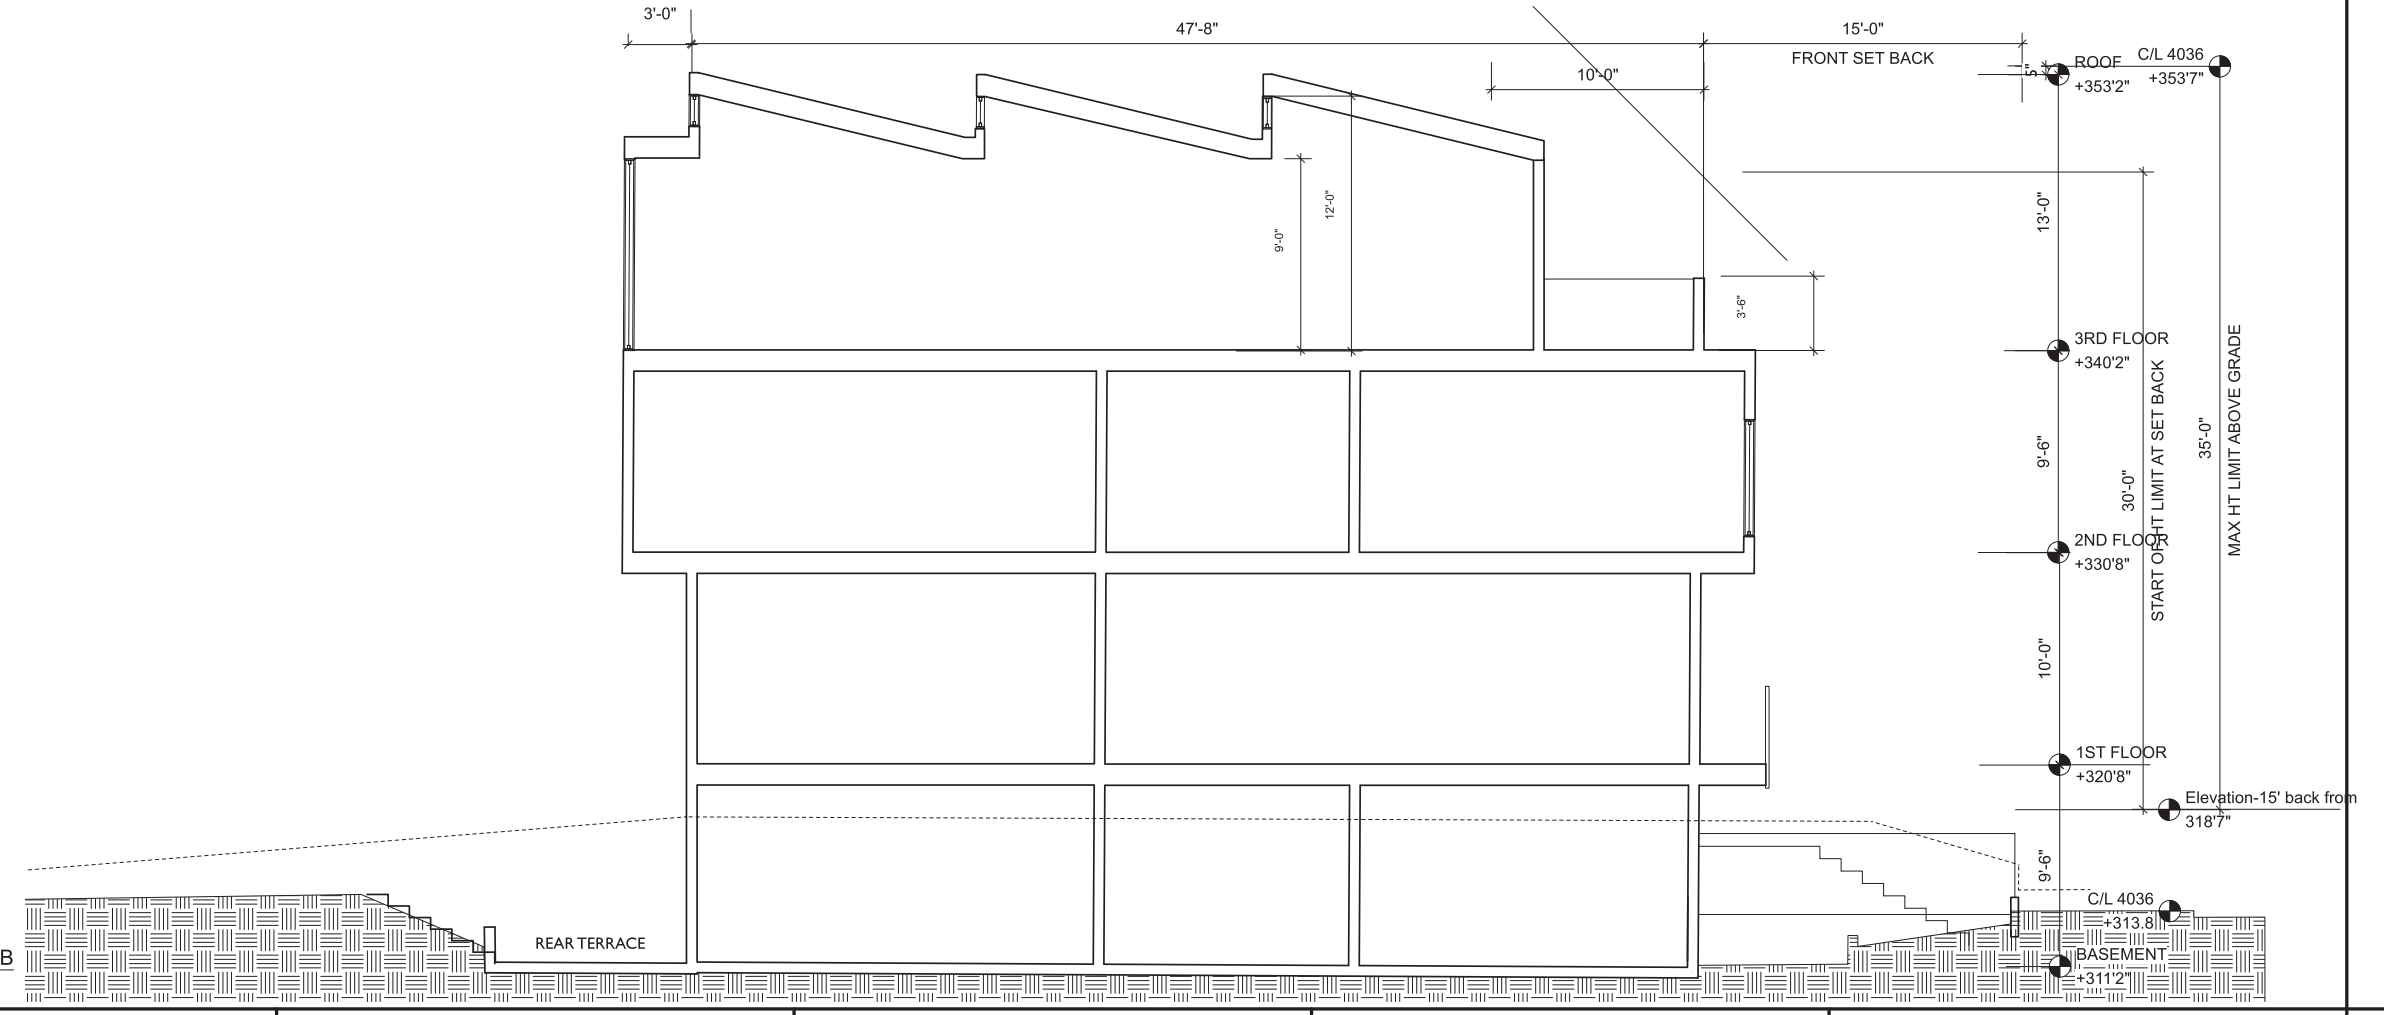 3'-0"
47'-8"
15'-0"
FRONT SET BACK
10'-0"
5"
ROOF
+353'2"
C/L 4036
+353'7"
12'-0"
9'-0"
13'-0"
3'-6"
3RD FLOOR
+340'2"
9'-6"
30'-0"
START OF HT LIMIT AT SET BACK
35'-0"
MAX HT LIMIT ABOVE GRADE
2ND FLOOR
+330'8"
10'-0"
1ST FLOOR
+320'8"
Elevation-15' back from
318'7"
9'-6"
C/L 4036
+313.8
REAR TERRACE
BASEMENT
+311'2"
B